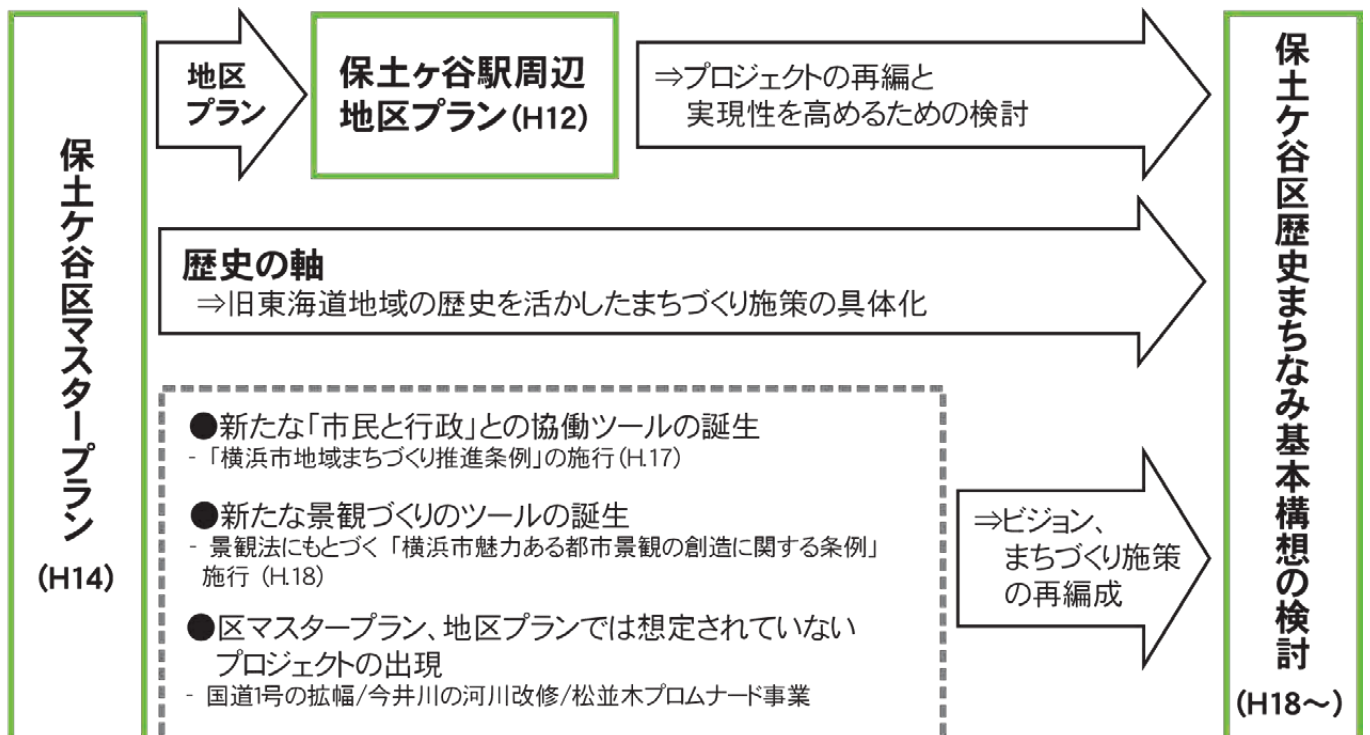 保土ケ谷区マスタープラン
(H14)
地区
プラン
保土ヶ谷駅周辺
地区プラン(H12)
⇒プロジェクトの再編と
実現性を高めるための検討
歴史の軸
⇒旧東海道地域の歴史を活かしたまちづくり施策の具体化
●新たな「市民と行政」との協働ツールの誕生
- 「横浜市地域まちづくり推進条例」の施行(H.17)
●新たな景観づくりのツールの誕生
- 景観法にもとづく「横浜市魅力ある都市景観の創造に関する条例」
施行 (H.18)
●区マスタープラン、地区プランでは想定されていない
プロジェクトの出現
- 国道1号の拡幅/今井川の河川改修/松並木プロムナード事業
⇒ビジョン、
まちづくり施策
の再編成
保土ケ谷区歴史まちなみ基本構想の検討
(H18～)